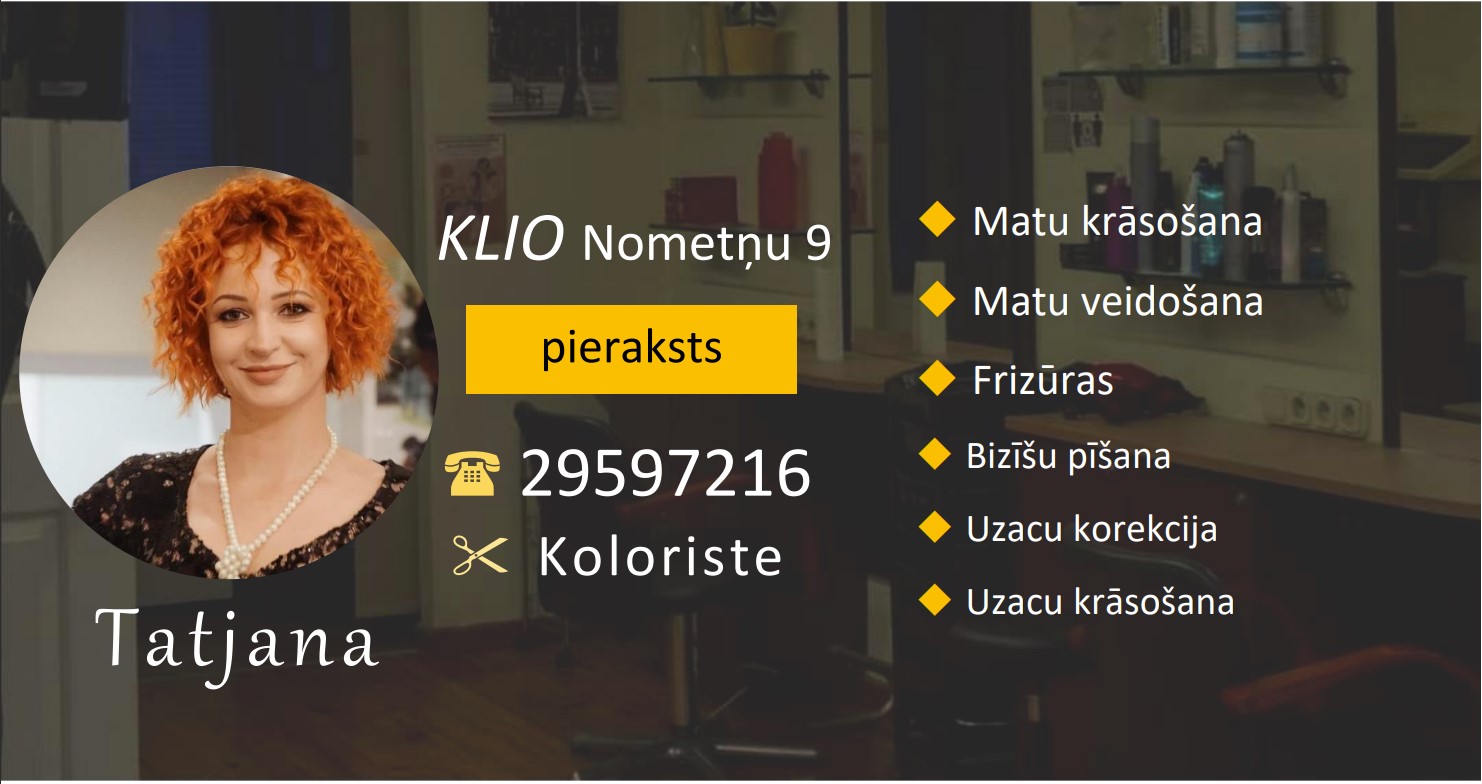 KLIO Nometņu 9
pieraksts
29597216
Koloriste
Tatjana
Matu krāsošana
Matu veidošana
Frizūras
Bizīšu pīšana
Uzacu korekcija
Uzacu krāsošana